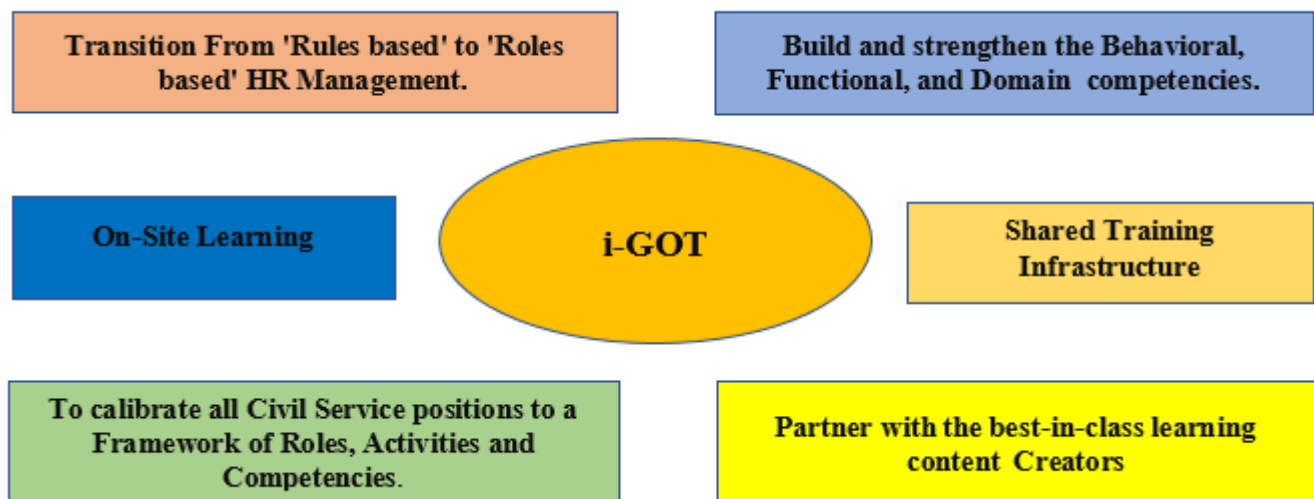 Transition From 'Rules based' to 'Roles
based' HR Management.
Build and strengthen the Behavioral,
Functional, and Domain competencies.
On-Site Learning
i-GOT
Shared Training
Infrastructure
To calibrate all Civil Service positions to a
Framework of Roles, Activities and
Competencies.
Partner with the best-in-class learning
content Creators